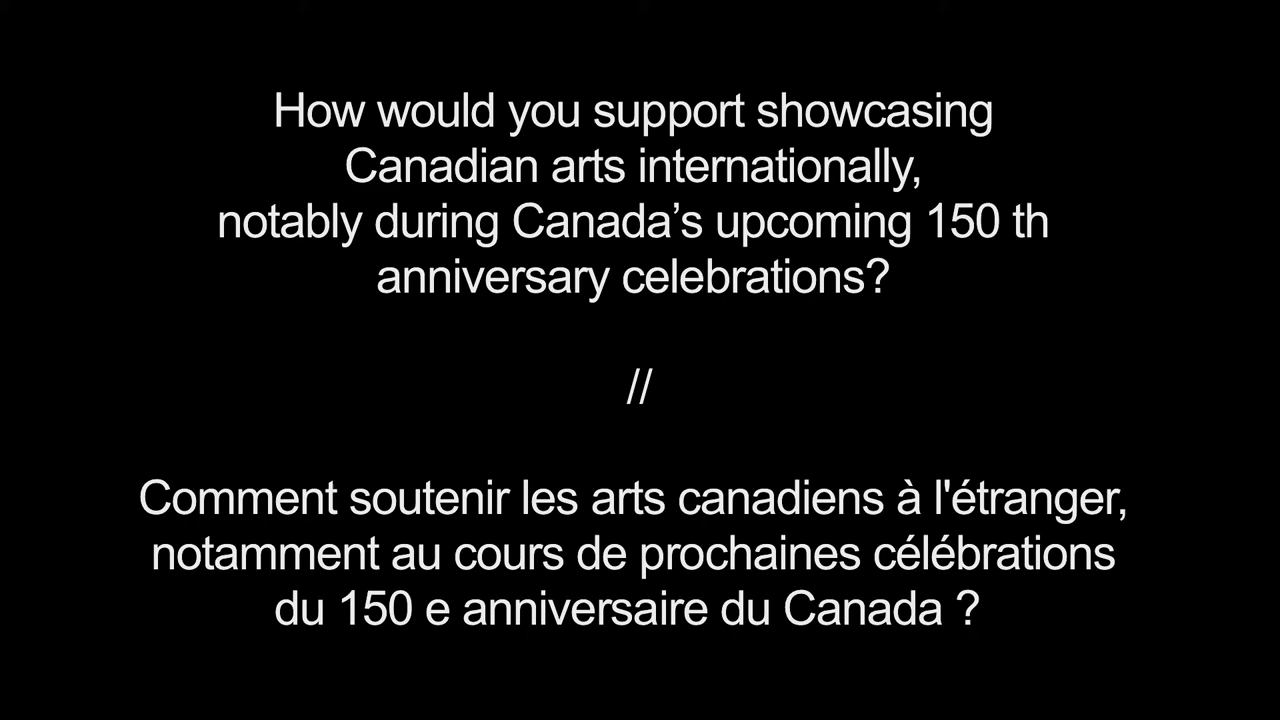 How would you support showcasing
Canadian arts internationally,
notably during Canada’s upcoming 150 th
anniversary celebrations?
//
Comment soutenir les arts canadiens à l'étranger,
notamment au cours de prochaines célébrations
du 150 e anniversaire du Canada ?